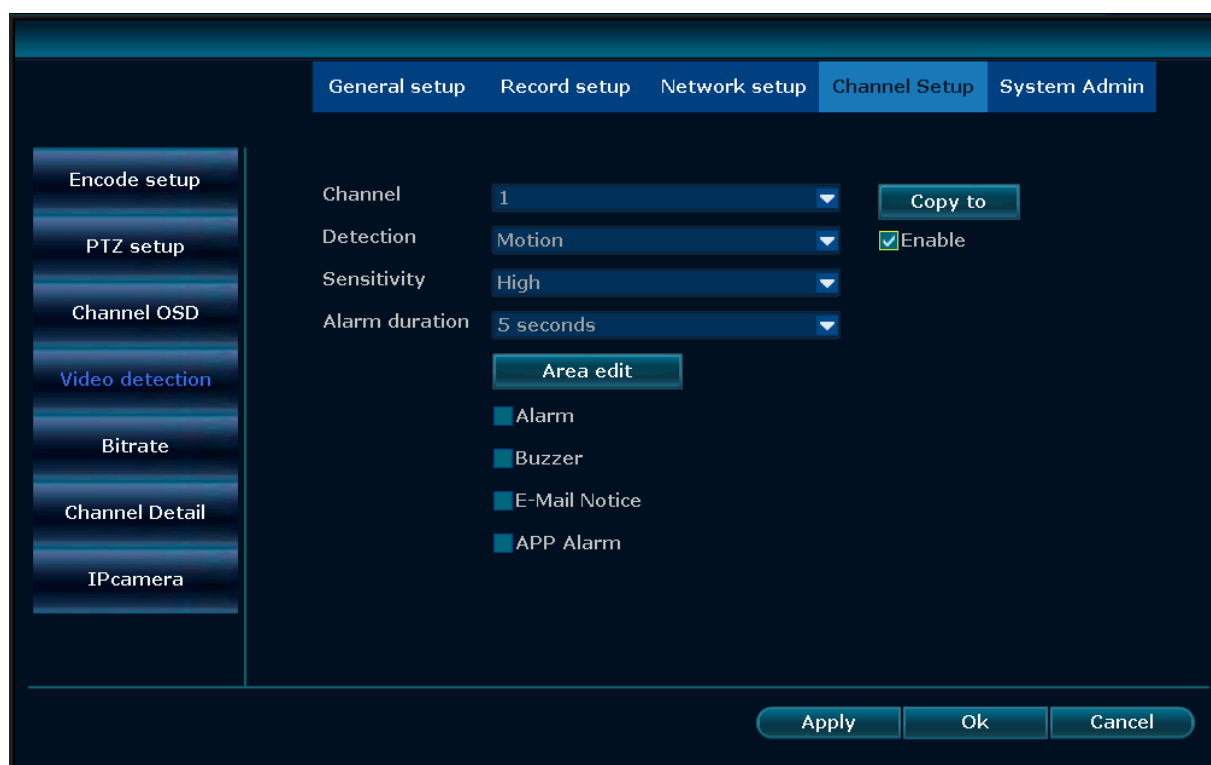 General setup Record setup Network setup Channel Setup System Admin
Encode setup
PTZ setup
Channel OSD
Video detection
Bitrate
Channel Detail
IPcamera
Channel 1 Copy to
Detection Motion Enable
Sensitivity High
Alarm duration 5 seconds
Area edit
Alarm
Buzzer
E-Mail Notice
APP Alarm
Apply Ok Cancel